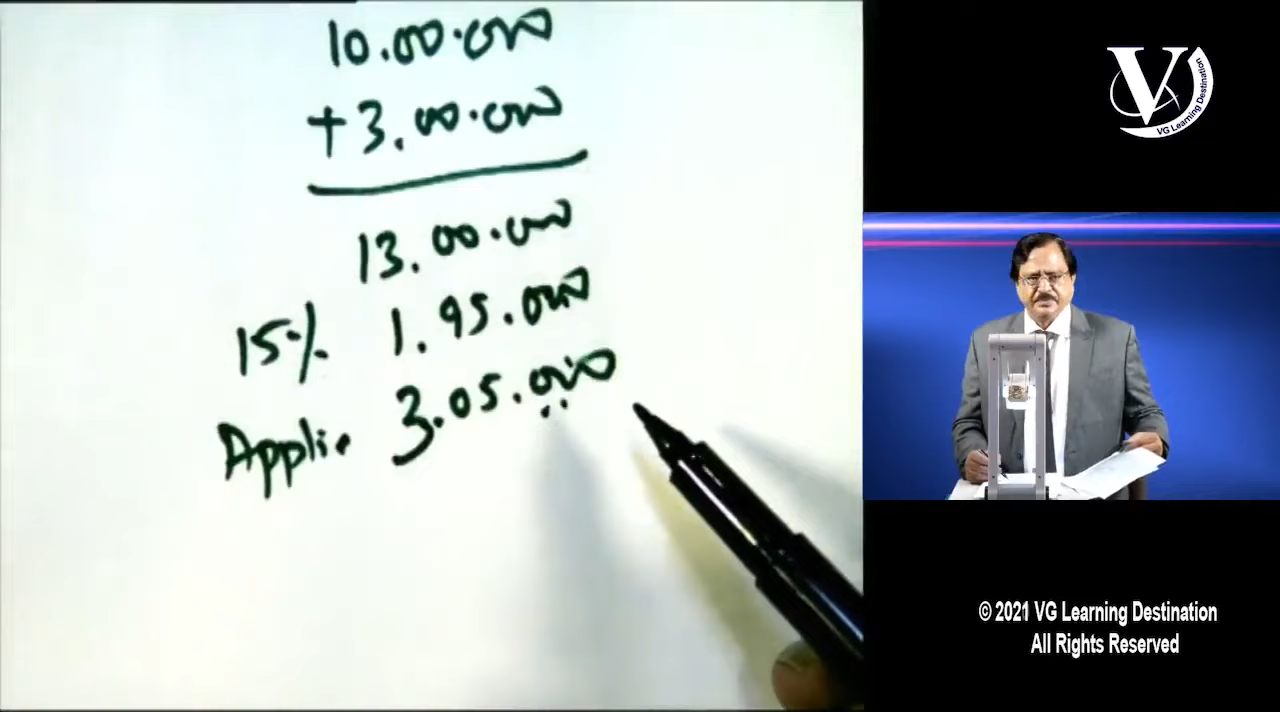 10.00.000
+3.00.000
13.00.000
15% 1.95.000
Applie 3.05.000
V
VG Learning Destination
© 2021 VG Learning Destination
All Rights Reserved